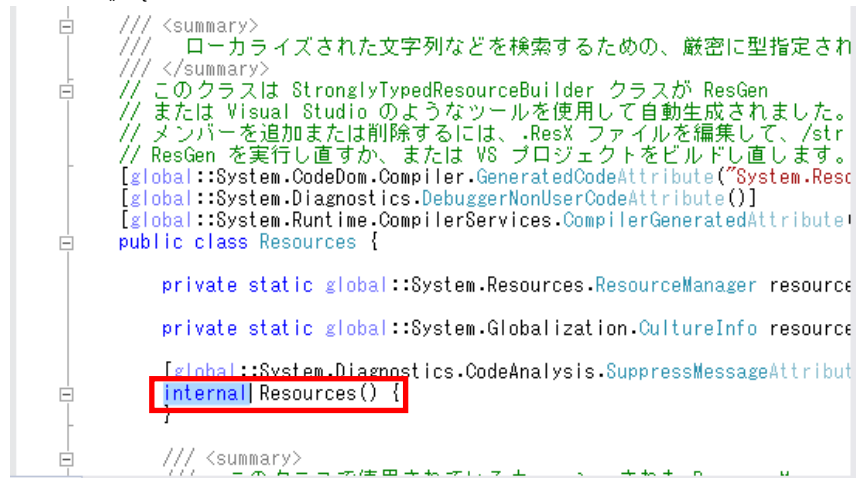 /// <summary>
/// ローカライズされた文字列などを検索するための、厳密に型指定され
/// </summary>
// このクラスは StronglyTypedResourceBuilder クラスが ResGen
// または Visual Studio のようなツールを使用して自動生成されました。
// メンバーを追加または削除するには、.ResX ファイルを編集して、/str
// ResGen を実行し直すか、または VS プロジェクトをビルドし直します。
[global::System.CodeDom.Compiler.GeneratedCodeAttribute("System.Reso
[global::System.Diagnostics.DebuggerNonUserCodeAttribute()]
[global::System.Runtime.CompilerServices.CompilerGeneratedAttribute(
public class Resources {
private static global::System.Resources.ResourceManager resource
private static global::System.Globalization.CultureInfo resource
[global::System.Diagnostics.CodeAnalysis.SuppressMessageAttribut
internal Resources() {
}
/// <summary>